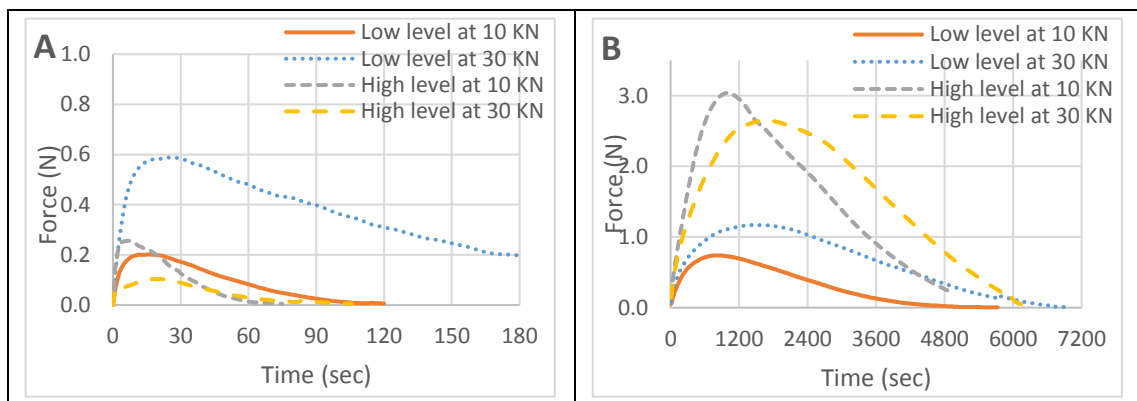 A
Low level at 10 KN
Low level at 30 KN
High level at 10 KN
High level at 30 KN
1.0
0.8
0.6
0.4
0.2
0.0
Force (N)
0 30 60 90 120 150 180
Time (sec)
B
Low level at 10 KN
Low level at 30 KN
High level at 10 KN
High level at 30 KN
3.0
2.0
1.0
0.0
Force (N)
0 1200 2400 3600 4800 6000 7200
Time (sec)